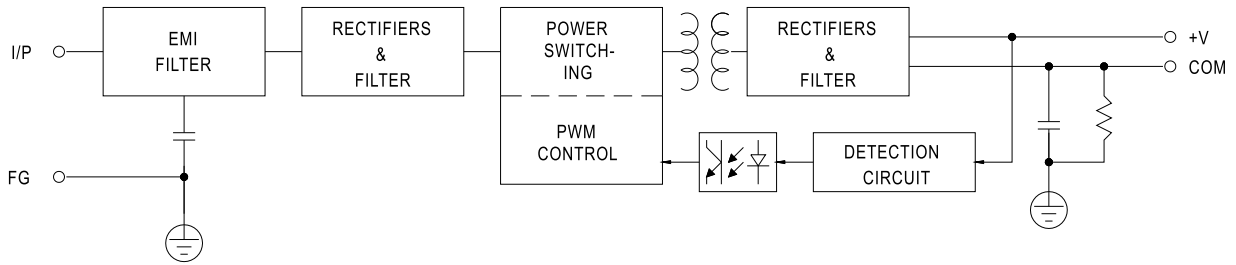 I/P
EMI
FILTER
RECTIFIERS
&
FILTER
POWER
SWITCH-
ING
PWM
CONTROL
RECTIFIERS
&
FILTER
+V
COM
DETECTION
CIRCUIT
FG